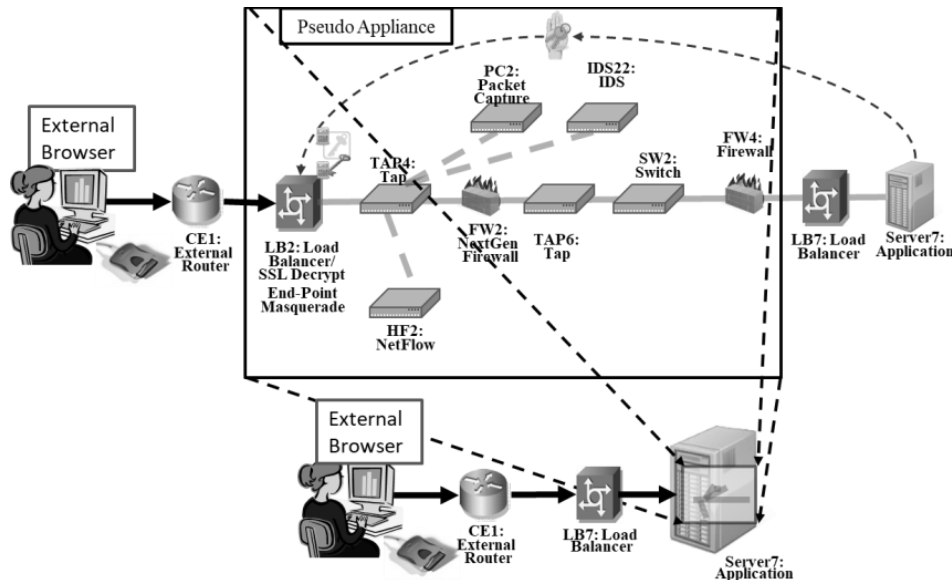 Pseudo Appliance
PC2:
Packet
Capture
IDS22:
IDS
External
Browser
TAP4:
Tap
SW2:
Switch
FW4:
Firewall
CE1:
External
Router
LB2: Load
Balancer/
SSL Decrypt
End-Point
Masquerade
FW2:
NextGen
Firewall
TAP6:
Tap
LB7: Load
Balancer
Server7:
Application
HF2:
NetFlow
External
Browser
CE1:
External
Router
LB7: Load
Balancer
Server7:
Application